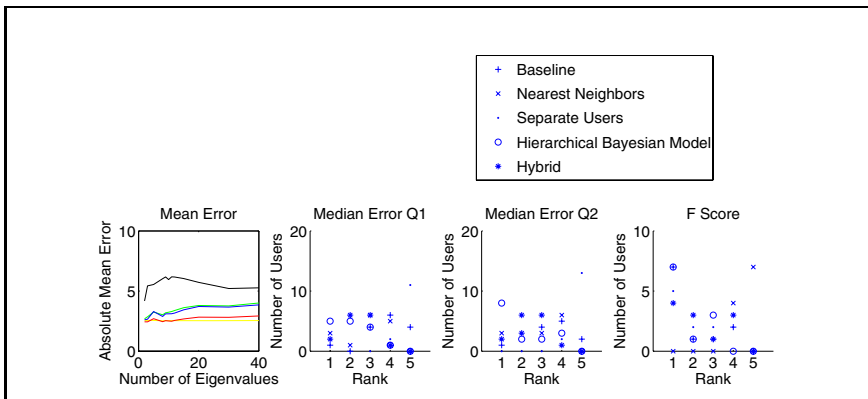 Baseline
Nearest Neighbors
Separate Users
Hierarchical Bayesian Model
Hybrid
Mean Error
10
5
0
0
20
40
Absolute Mean Error
Number of Eigenvalues
Median Error Q1
20
10
0
1 2 3 4 5
Number of Users
Rank
Median Error Q2
20
10
0
1 2 3 4 5
Number of Users
Rank
F Score
10
5
0
1 2 3 4 5
Number of Users
Rank